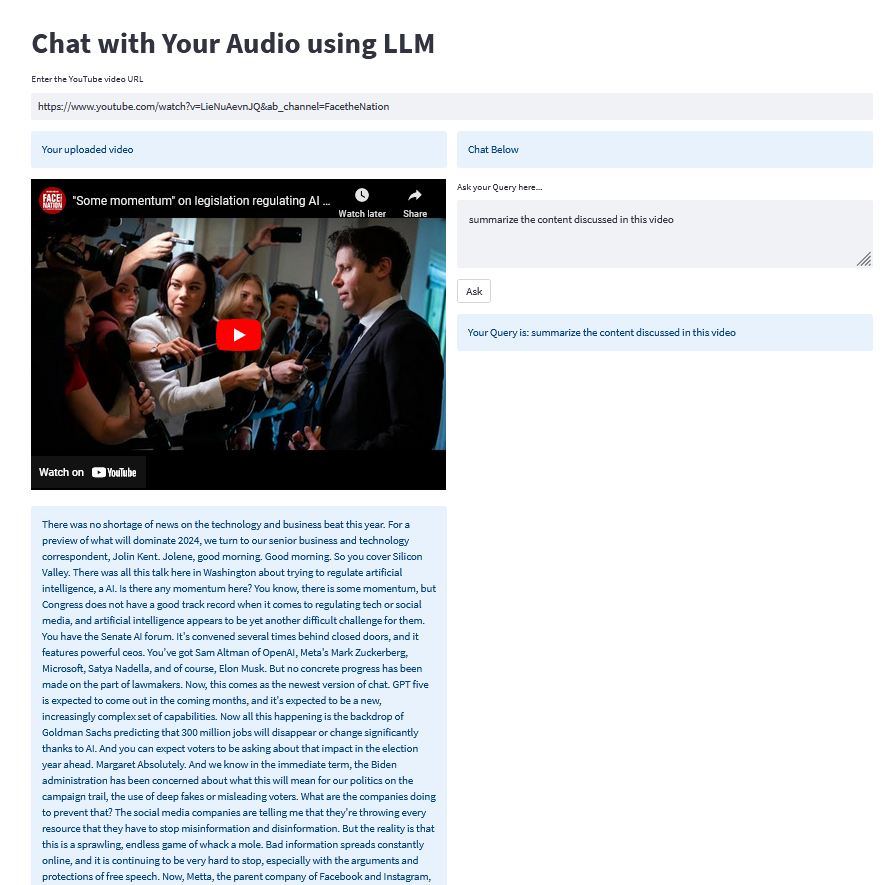 Chat with Your Audio using LLM
Enter the YouTube video URL
https://www.youtube.com/watch?v=LieNuAevnJQ&ab_channel=FacetheNation
Your uploaded video
Chat Below
FACE
NATION
"Some momentum" on legislation regulating AI ...
Watch later
Share
Watch on
YouTube
Ask your Query here...
summarize the content discussed in this video
Ask
Your Query is: summarize the content discussed in this video
There was no shortage of news on the technology and business beat this year. For a
preview of what will dominate 2024, we turn to our senior business and technology
correspondent, Jolin Kent. Jolene, good morning. Good morning. So you cover Silicon
Valley. There was all this talk here in Washington about trying to regulate artificial
intelligence, a AI. Is there any momentum here? You know, there is some momentum, but
Congress does not have a good track record when it comes to regulating tech or social
media, and artificial intelligence appears to be yet another difficult challenge for them.
You have the Senate AI forum. It's convened several times behind closed doors, and it
features powerful ceos. You've got Sam Altman of OpenAI, Meta's Mark Zuckerberg,
Microsoft, Satya Nadella, and of course, Elon Musk. But no concrete progress has been
made on the part of lawmakers. Now, this comes as the newest version of chat. GPT five
is expected to come out in the coming months, and it's expected to be a new,
increasingly complex set of capabilities. Now all this happening is the backdrop of
Goldman Sachs predicting that 300 million jobs will disappear or change significantly
thanks to AI. And you can expect voters to be asking about that impact in the election
year ahead. Margaret Absolutely. And we know in the immediate term, the Biden
administration has been concerned about what this will mean for our politics on the
campaign trail, the use of deep fakes or misleading voters. What are the companies doing
to prevent that? The social media companies are telling me that they're throwing every
resource that they have to stop misinformation and disinformation. But the reality is that
this is a sprawling, endless game of whack a mole. Bad information spreads constantly
online, and it is continuing to be very hard to stop, especially with the arguments and
protections of free speech. Now, Metta, the parent company of Facebook and Instagram,